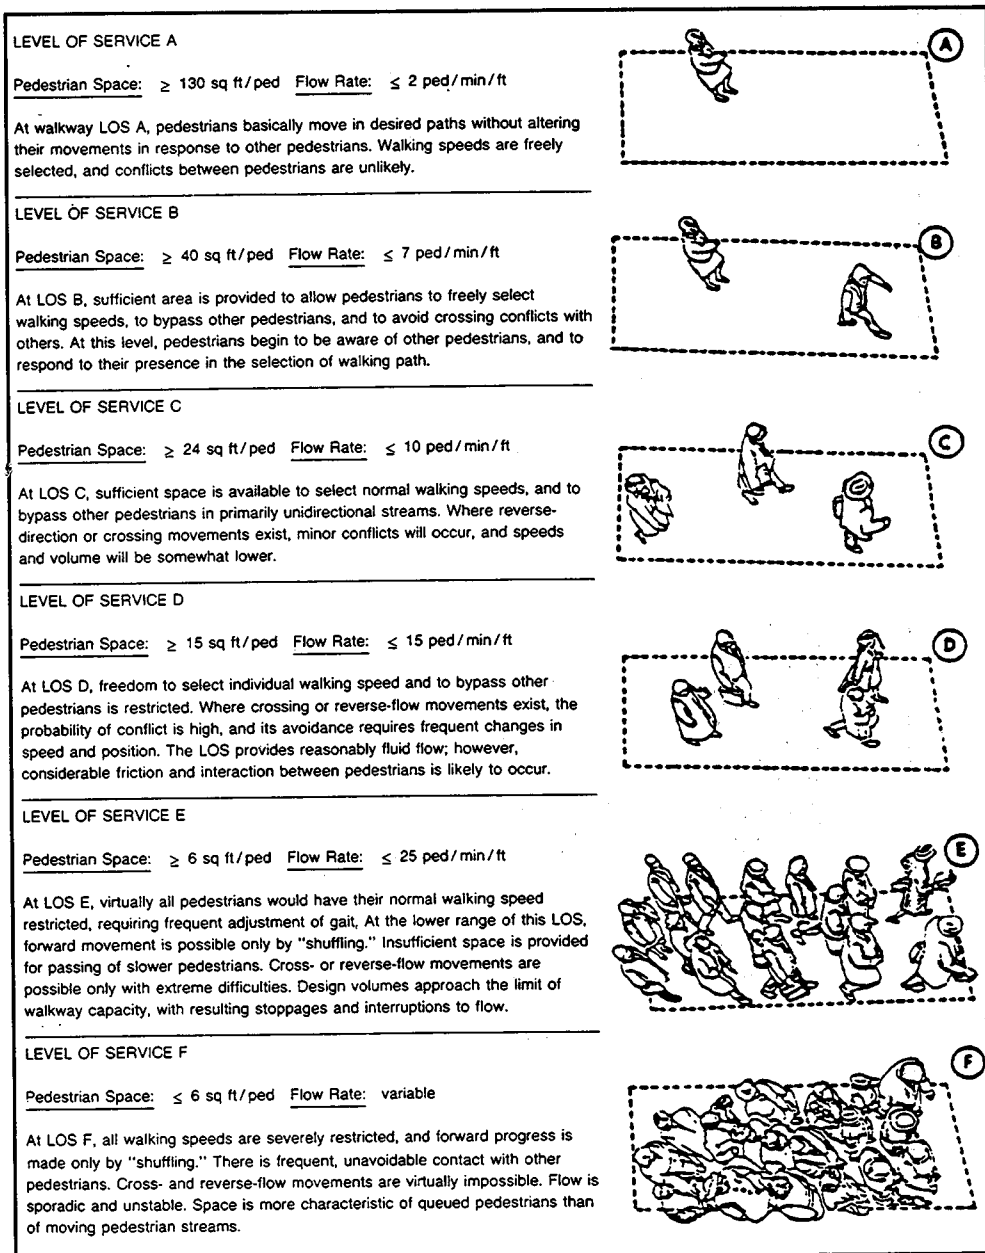 LEVEL OF SERVICE A
Pedestrian Space: ≥ 130 sq ft/ped Flow Rate: ≤ 2 ped/min/ft
At walkway LOS A, pedestrians basically move in desired paths without altering
their movements in response to other pedestrians. Walking speeds are freely
selected, and conflicts between pedestrians are unlikely.
A
LEVEL OF SERVICE B
Pedestrian Space: ≥ 40 sq ft/ped Flow Rate: ≤ 7 ped/min/ft
At LOS B, sufficient area is provided to allow pedestrians to freely select
walking speeds, to bypass other pedestrians, and to avoid crossing conflicts with
others. At this level, pedestrians begin to be aware of other pedestrians, and to
respond to their presence in the selection of walking path.
B
LEVEL OF SERVICE C
Pedestrian Space: ≥ 24 sq ft/ped Flow Rate: ≤ 10 ped/min/ft
At LOS C, sufficient space is available to select normal walking speeds, and to
bypass other pedestrians in primarily unidirectional streams. Where reverse-
direction or crossing movements exist, minor conflicts will occur, and speeds
and volume will be somewhat lower.
C
LEVEL OF SERVICE D
Pedestrian Space: ≥ 15 sq ft/ped Flow Rate: ≤ 15 ped/min/ft
At LOS D, freedom to select individual walking speed and to bypass other
pedestrians is restricted. Where crossing or reverse-flow movements exist, the
probability of conflict is high, and its avoidance requires frequent changes in
speed and position. The LOS provides reasonably fluid flow; however,
considerable friction and interaction between pedestrians is likely to occur.
D
LEVEL OF SERVICE E
Pedestrian Space: ≥ 6 sq ft/ped Flow Rate: ≤ 25 ped/min/ft
At LOS E, virtually all pedestrians would have their normal walking speed
restricted, requiring frequent adjustment of gait. At the lower range of this LOS,
forward movement is possible only by "shuffling." Insufficient space is provided
for passing of slower pedestrians. Cross- or reverse-flow movements are
possible only with extreme difficulties. Design volumes approach the limit of
walkway capacity, with resulting stoppages and interruptions to flow.
E
LEVEL OF SERVICE F
Pedestrian Space: ≤ 6 sq ft/ped Flow Rate: variable
At LOS F, all walking speeds are severely restricted, and forward progress is
made only by "shuffling." There is frequent, unavoidable contact with other
pedestrians. Cross- and reverse-flow movements are virtually impossible. Flow is
sporadic and unstable. Space is more characteristic of queued pedestrians than
of moving pedestrian streams.
F